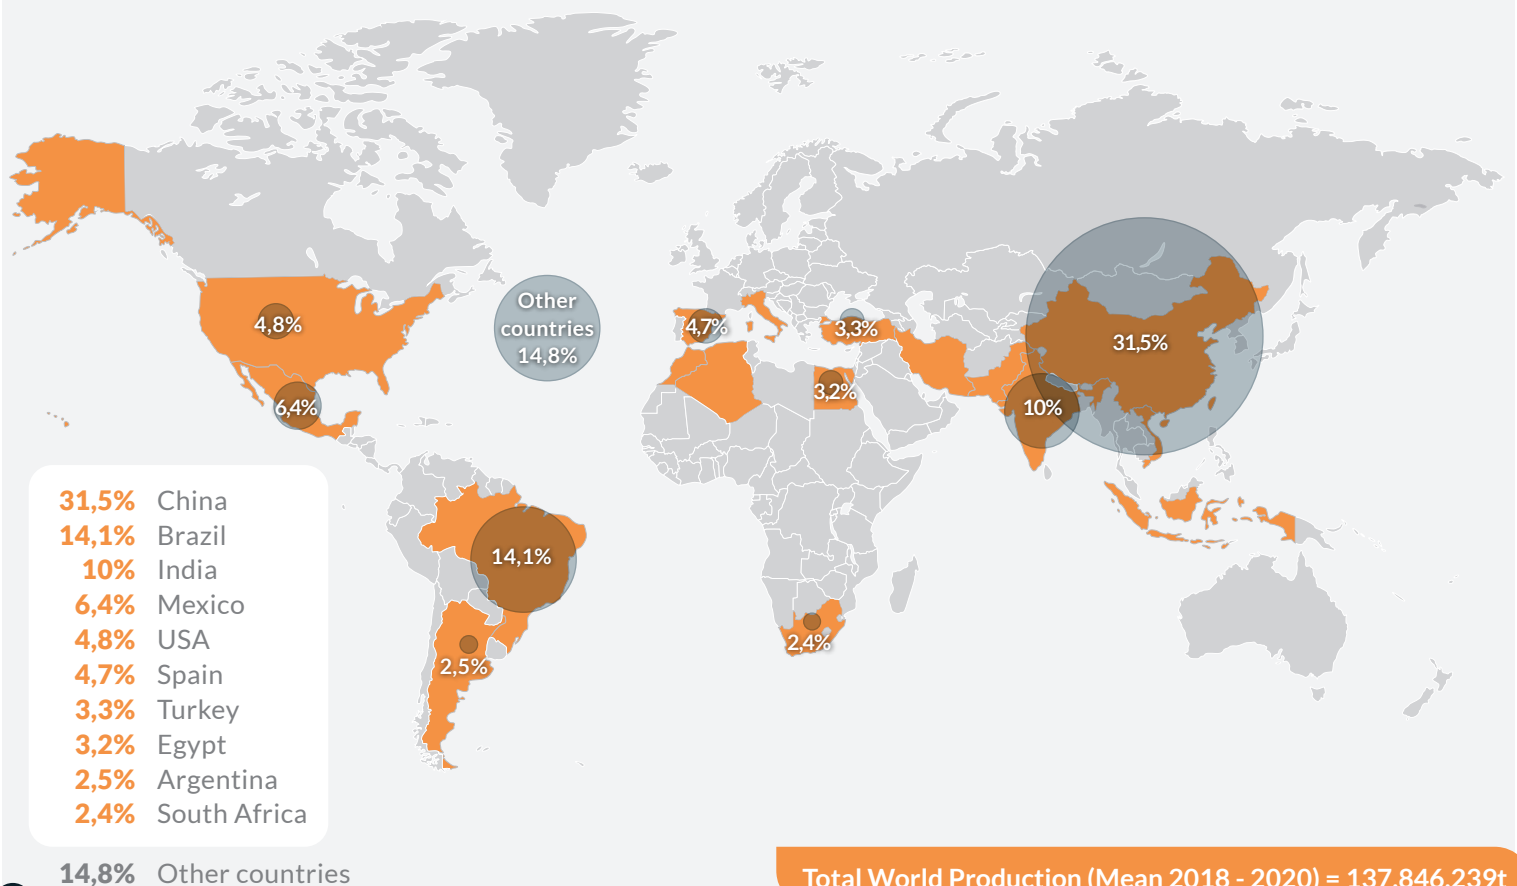 Other
countries
14,8%
4,8%
6,4%
4,7%
3,3%
3,2%
31,5%
10%
14,1%
2,5%
2,4%
31,5% China
14,1% Brazil
10% India
6,4% Mexico
4,8% USA
4,7% Spain
3,3% Turkey
3,2% Egypt
2,5% Argentina
2,4% South Africa
14,8% Other countries
Total World Production (Mean 2018 - 2020) = 137.846.239t